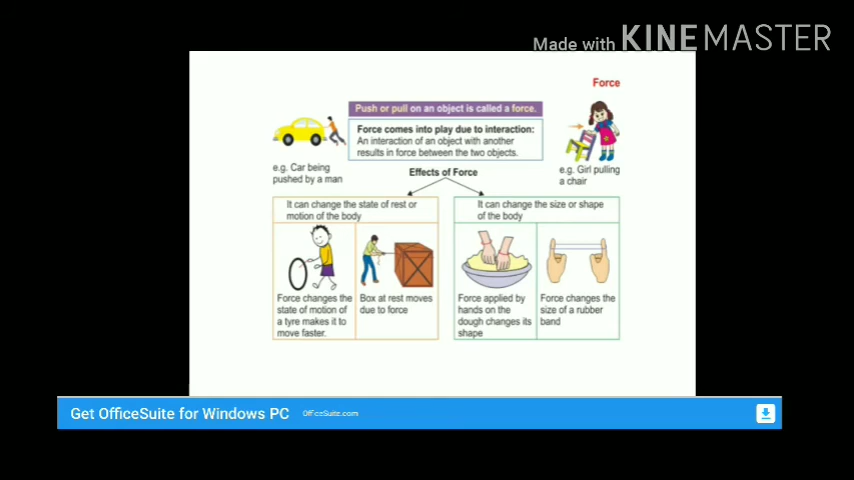 Made with KINEMASTER
Force
Push or pull on an object is called a force.
Force comes into play due to interaction:
An interaction of an object with another
results in force between the two objects.
e.g. Car being
pushed by a man
e.g. Girl pulling
a chair
Effects of Force
It can change the state of rest or
motion of the body
Force changes the
state of motion of
a tyre makes it to
move faster.
Box at rest moves
due to force
It can change the size or shape
of the body
Force applied by
hands on the
dough changes its
shape
Force changes the
size of a rubber
band
Get OfficeSuite for Windows PC
OfficeSuite.com